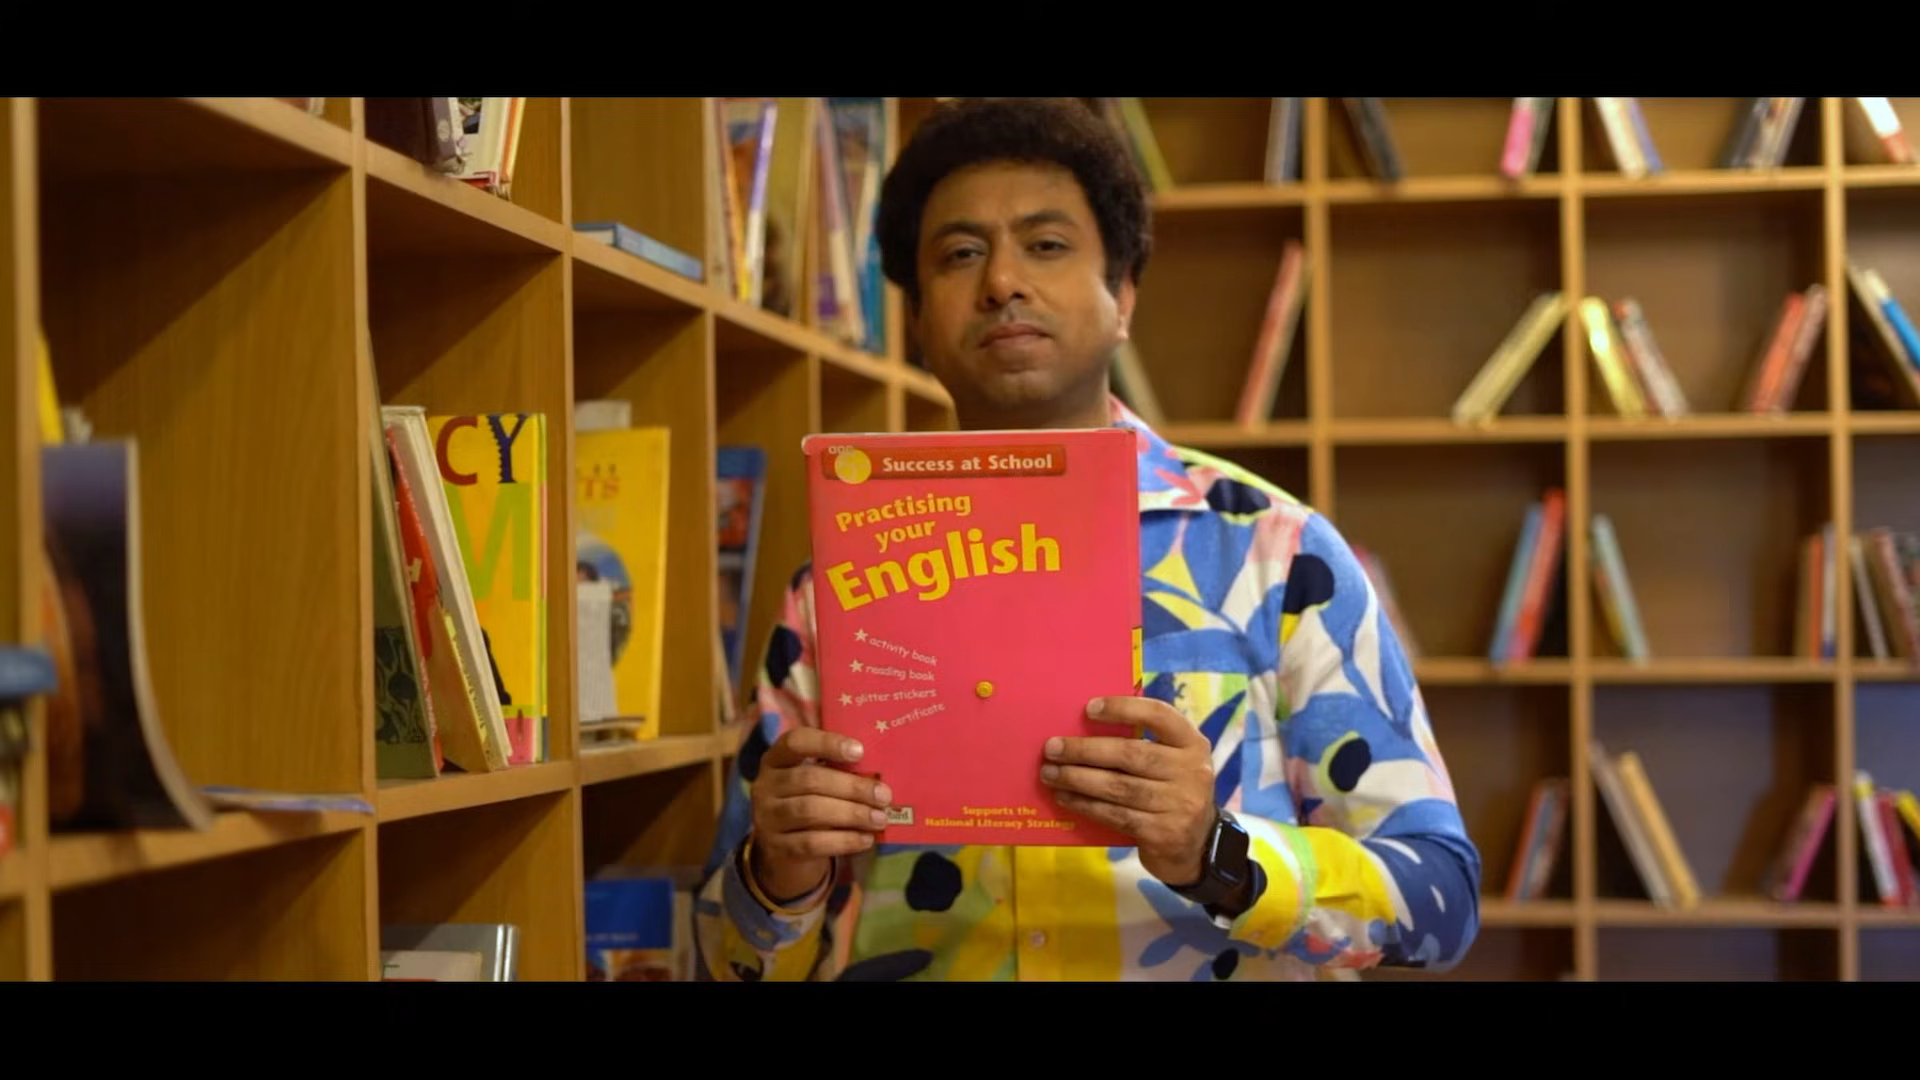 CY
M
TS
Success at School
Practising
your
English
activity book
reading book
glitter stickers
certificate
Supports the
National Literacy Strategy